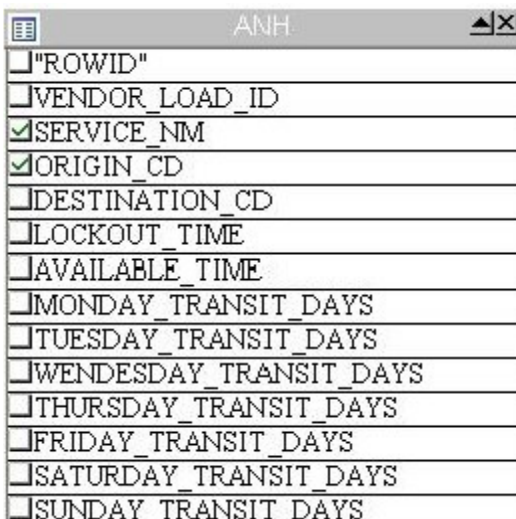 ANH
"ROWID"
VENDOR_LOAD_ID
SERVICE_NM
ORIGIN_CD
DESTINATION_CD
LOCKOUT_TIME
AVAILABLE_TIME
MONDAY_TRANSIT_DAYS
TUESDAY_TRANSIT_DAYS
WENDESDAY_TRANSIT_DAYS
THURSDAY_TRANSIT_DAYS
FRIDAY_TRANSIT_DAYS
SATURDAY_TRANSIT_DAYS
SUNDAY_TRANSIT_DAYS